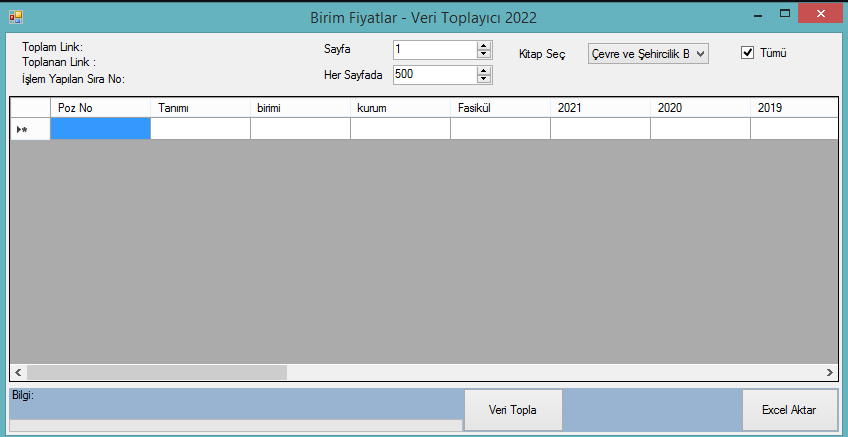 Birim Fiyatlar - Veri Toplayıcı 2022
Toplam Link:
Toplanan Link :
İşlem Yapılan Sıra No:
Sayfa 1
Her Sayfada 500
Kitap Seç Çevre ve Şehircilik B
Tümü
Poz No Tanımı birimi kurum Fasikül 2021 2020 2019
Bilgi:
Veri Topla
Excel Aktar